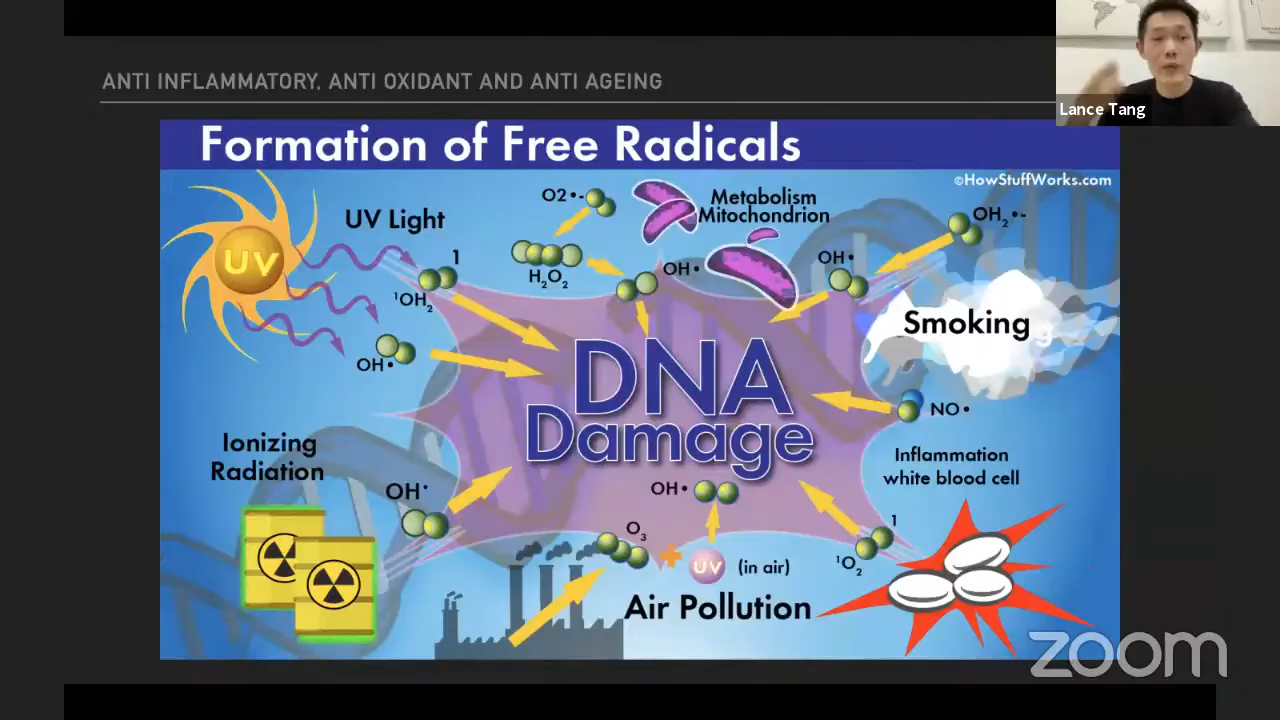 ANTI INFLAMMATORY, ANTI OXIDANT AND ANTI AGEING
Lance Tang
Formation of Free Radicals
©HowStuffWorks.com
UV
UV Light
1
¹OH₂
OH•
O2•-
H₂O₂
OH•
Metabolism
Mitochondrion
OH•
OH₂•-
Smoking
NO•
DNA
Damage
Ionizing
Radiation
OH•
Inflammation
white blood cell
1
¹O₂
OH•
O₃
+
UV
(in air)
Air Pollution
zoom